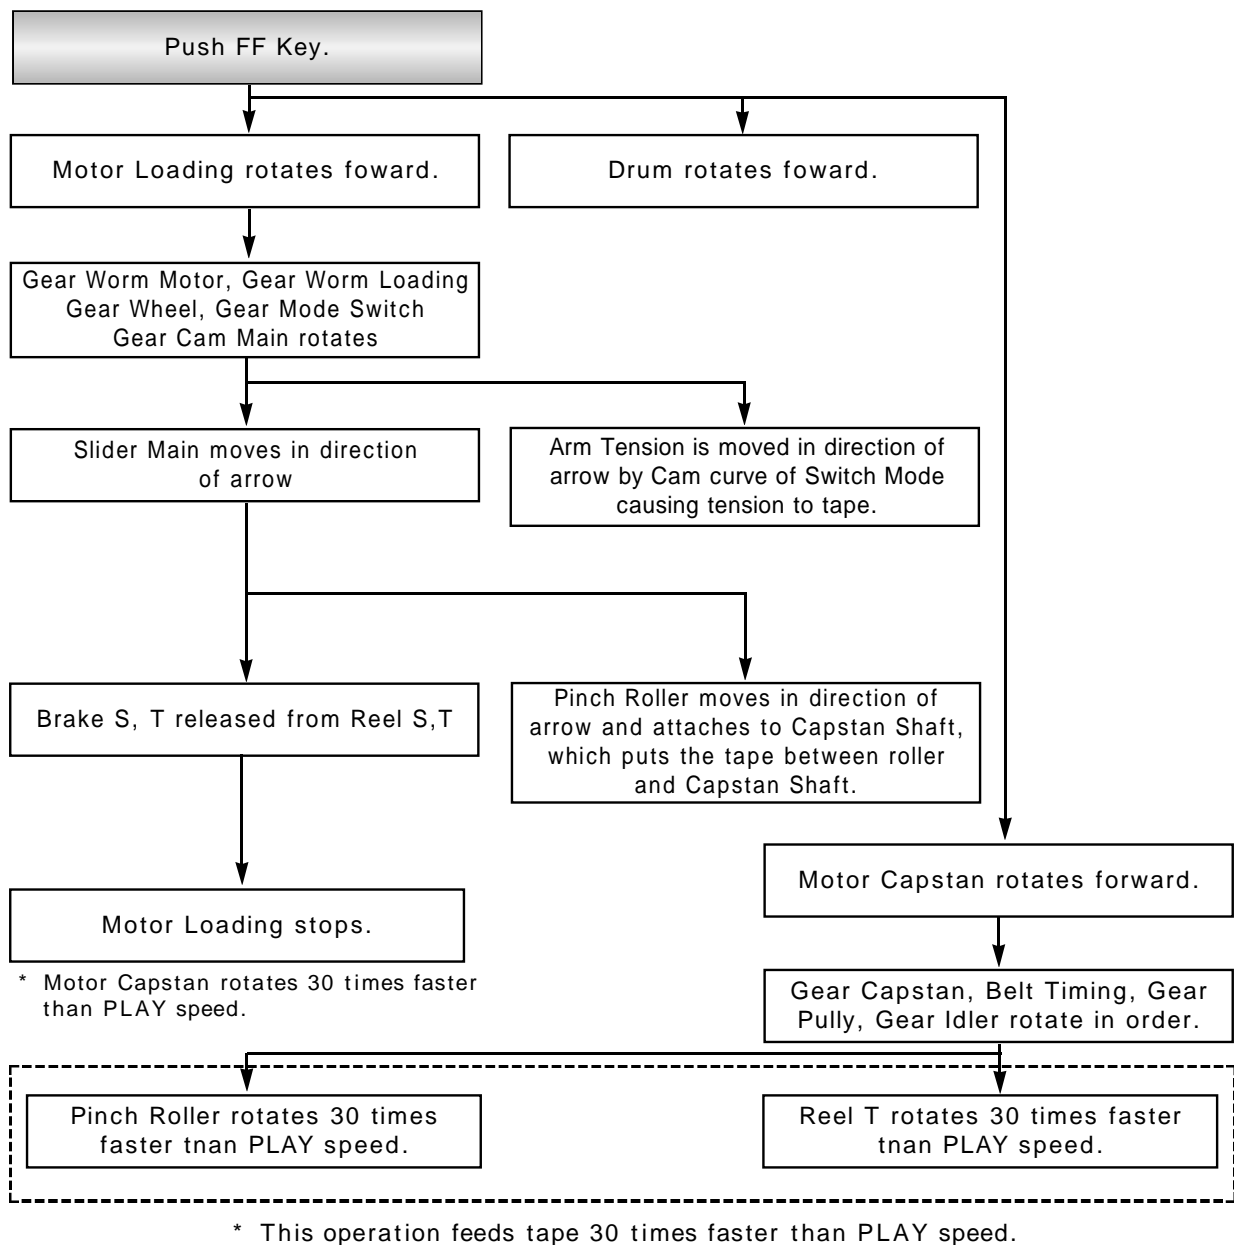 Push FF Key.
Motor Loading rotates foward.
Drum rotates foward.
Gear Worm Motor, Gear Worm Loading
Gear Wheel, Gear Mode Switch
Gear Cam Main rotates
Slider Main moves in direction
of arrow
Arm Tension is moved in direction of
arrow by Cam curve of Switch Mode
causing tension to tape.
Brake S, T released from Reel S,T
Pinch Roller moves in direction of
arrow and attaches to Capstan Shaft,
which puts the tape between roller
and Capstan Shaft.
Motor Capstan rotates forward.
Motor Loading stops.
* Motor Capstan rotates 30 times faster
than PLAY speed.
Gear Capstan, Belt Timing, Gear
Pully, Gear Idler rotate in order.
Pinch Roller rotates 30 times
faster tnan PLAY speed.
Reel T rotates 30 times faster
tnan PLAY speed.
* This operation feeds tape 30 times faster than PLAY speed.